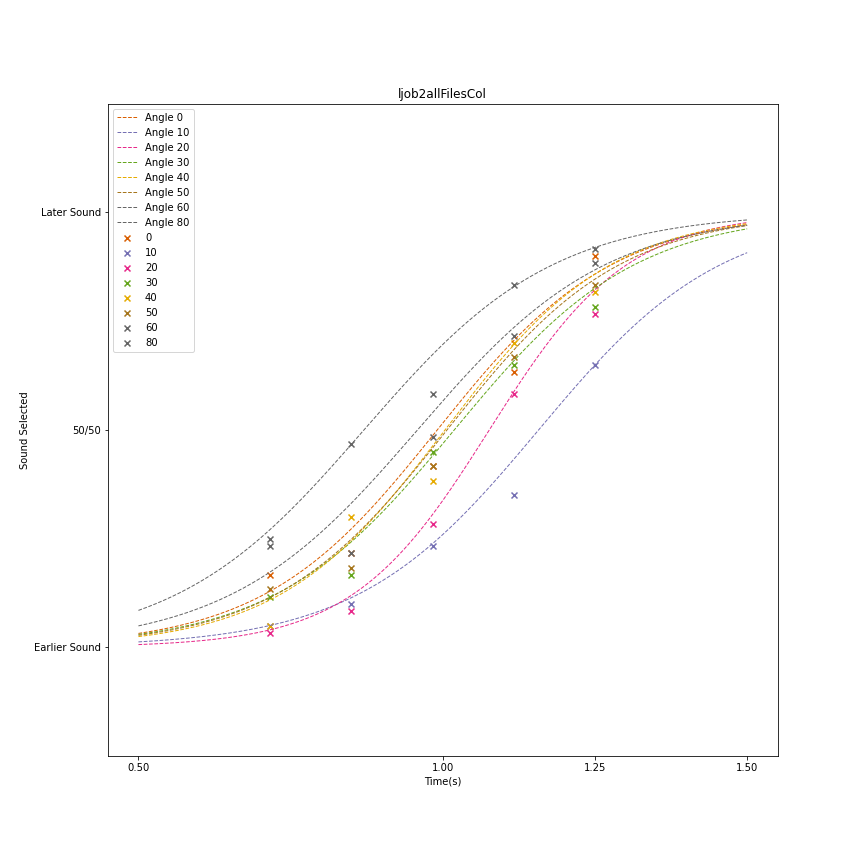 ljob2allFilesCol
Angle 0
Angle 10
Angle 20
Angle 30
Angle 40
Angle 50
Angle 60
Angle 80
0
10
20
30
40
50
60
80
Later Sound
50/50
Earlier Sound
Sound Selected
0.50
1.00
1.25
1.50
Time(s)